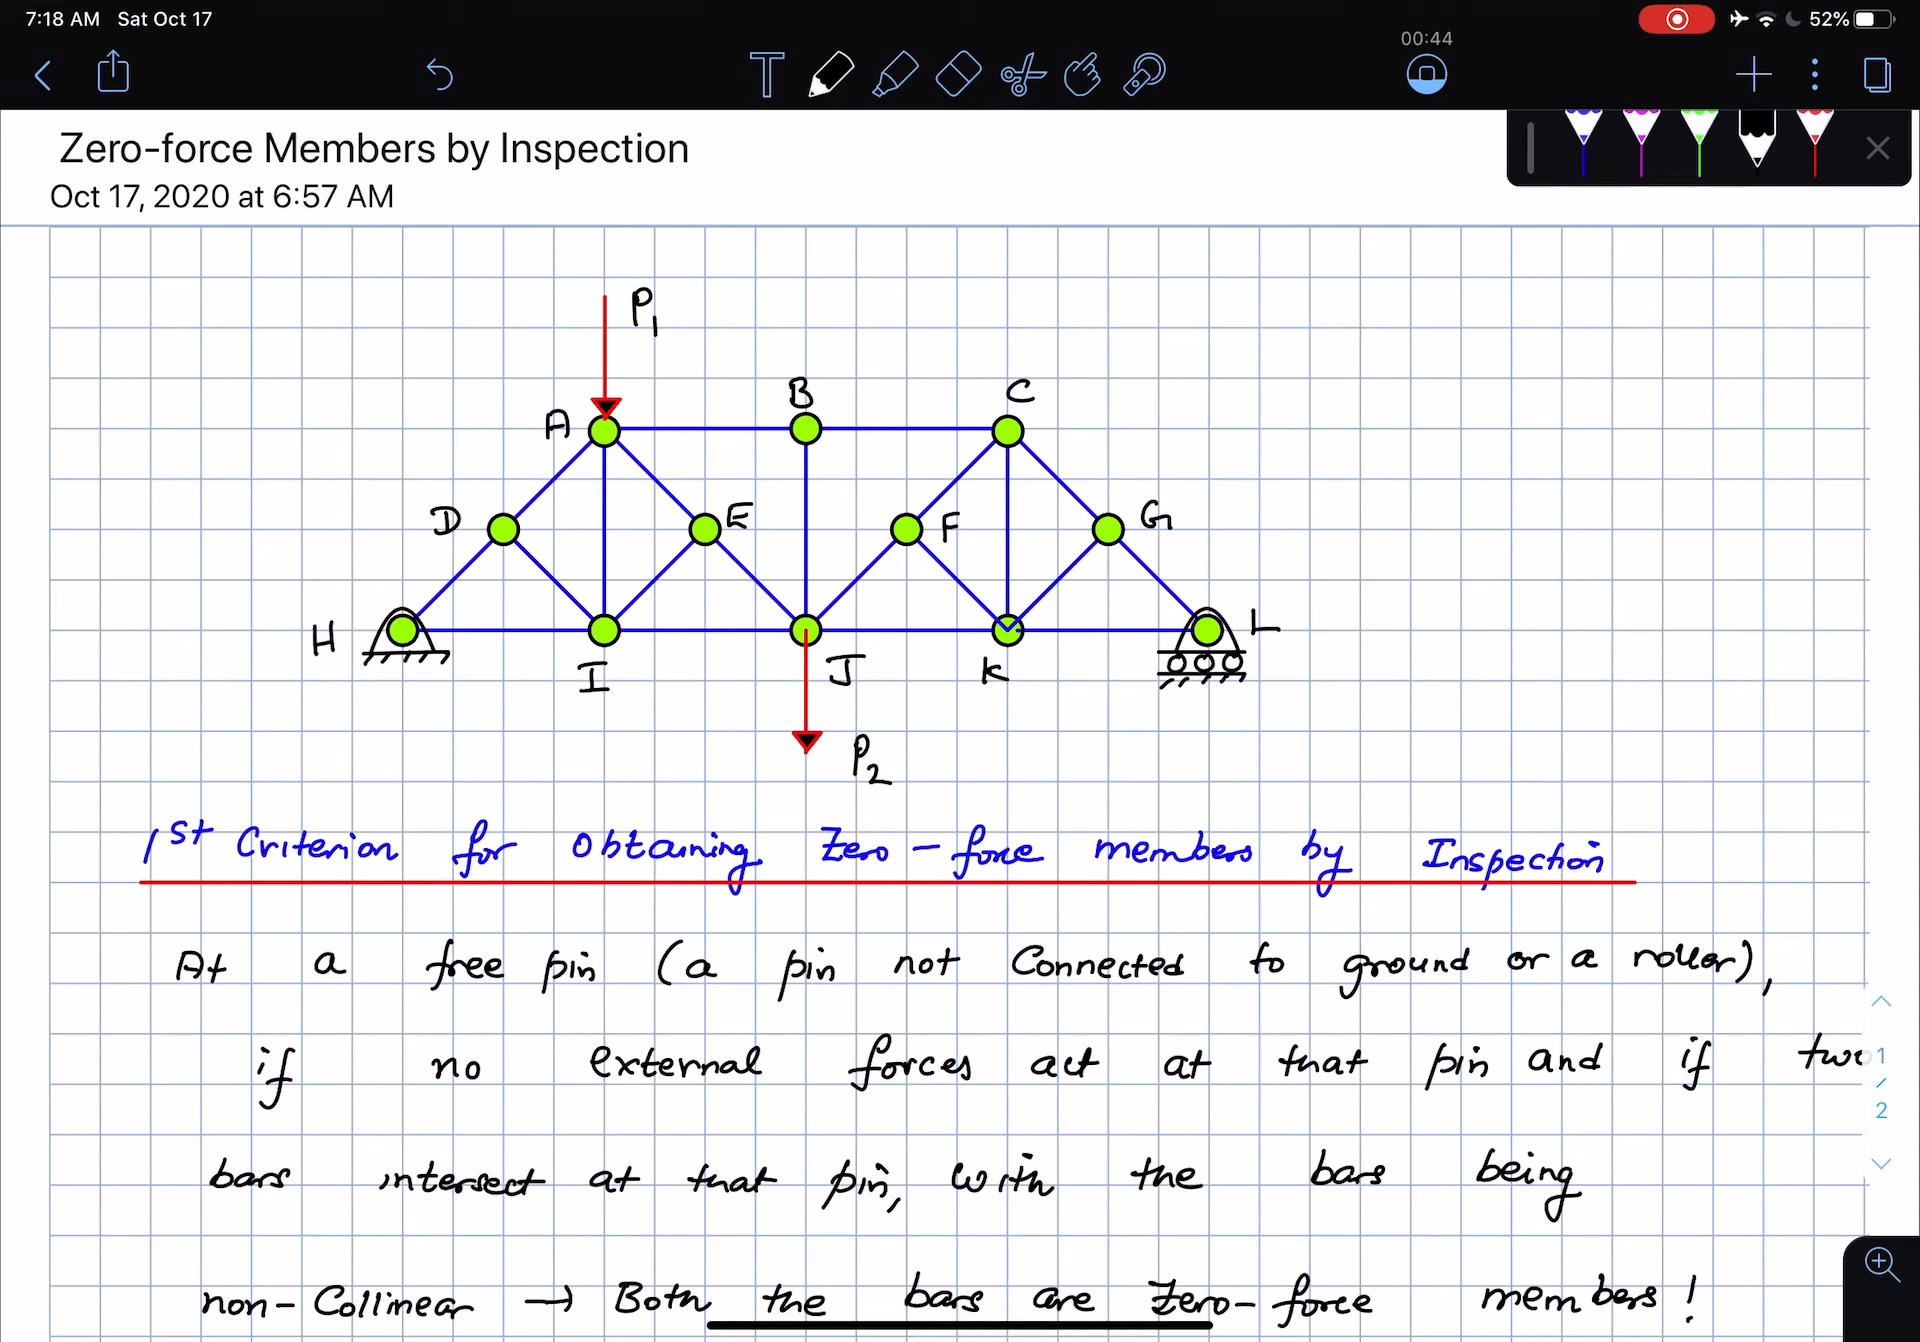 7:18 AM Sat Oct 17
52%
00:44
T
Zero-force Members by Inspection
Oct 17, 2020 at 6:57 AM
P1
A
B
C
D
E
F
G
H
I
J
K
L
P2
1st Criterion for obtaining Zero-force members by Inspection
At a free pin (a pin not Connected to ground or a roller),
if no external forces act at that pin and if two
bars intersect at that pin, with the bars being
non-Collinear → Both the bars are Zero-force members!
1
/
2